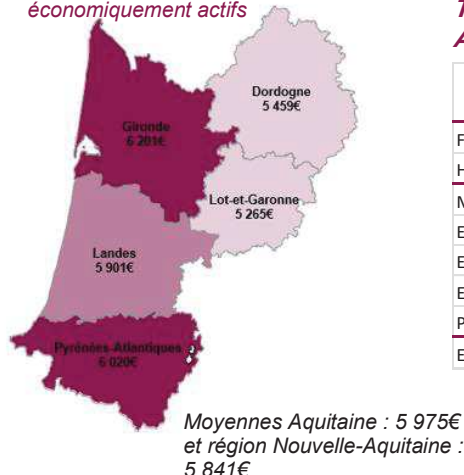 économiquement actifs
Dordogne
5 459€
Gironde
6 201€
Lot-et-Garonne
5 265€
Landes
5 901€
Pyrénées-Atlantiques
6 020€
Moyennes Aquitaine : 5 975€
et région Nouvelle-Aquitaine :
5 841€